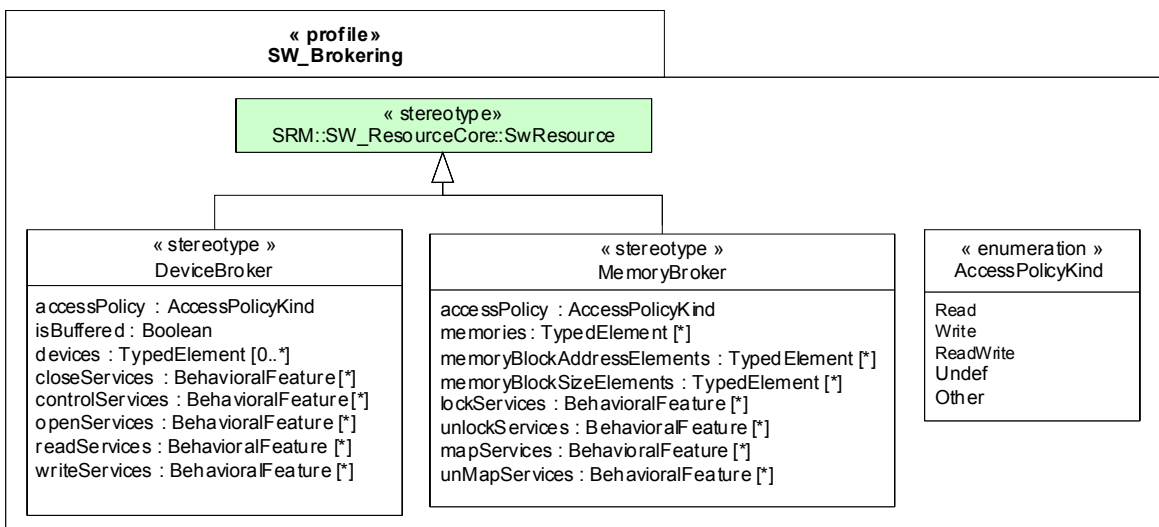 « profile»
SW_Brokering
« stereotype»
SRM::SW_ResourceCore::SwResource
« stereotype »
DeviceBroker
accessPolicy : AccessPolicyKind
isBuffered : Boolean
devices : TypedElement [0..*]
closeServices : BehavioralFeature [*]
controlServices : BehavioralFeature [*]
openServices : BehavioralFeature [*]
readServices : BehavioralFeature [*]
writeServices : BehavioralFeature [*]
« stereotype »
MemoryBroker
accessPolicy : AccessPolicyKind
memories : TypedElement [*]
memoryBlockAddressElements : TypedElement [*]
memoryBlockSizeElements : TypedElement [*]
lockServices : BehavioralFeature [*]
unlockServices : BehavioralFeature [*]
mapServices : BehavioralFeature [*]
unMapServices : BehavioralFeature [*]
« enumeration »
AccessPolicyKind
Read
Write
ReadWrite
Undef
Other